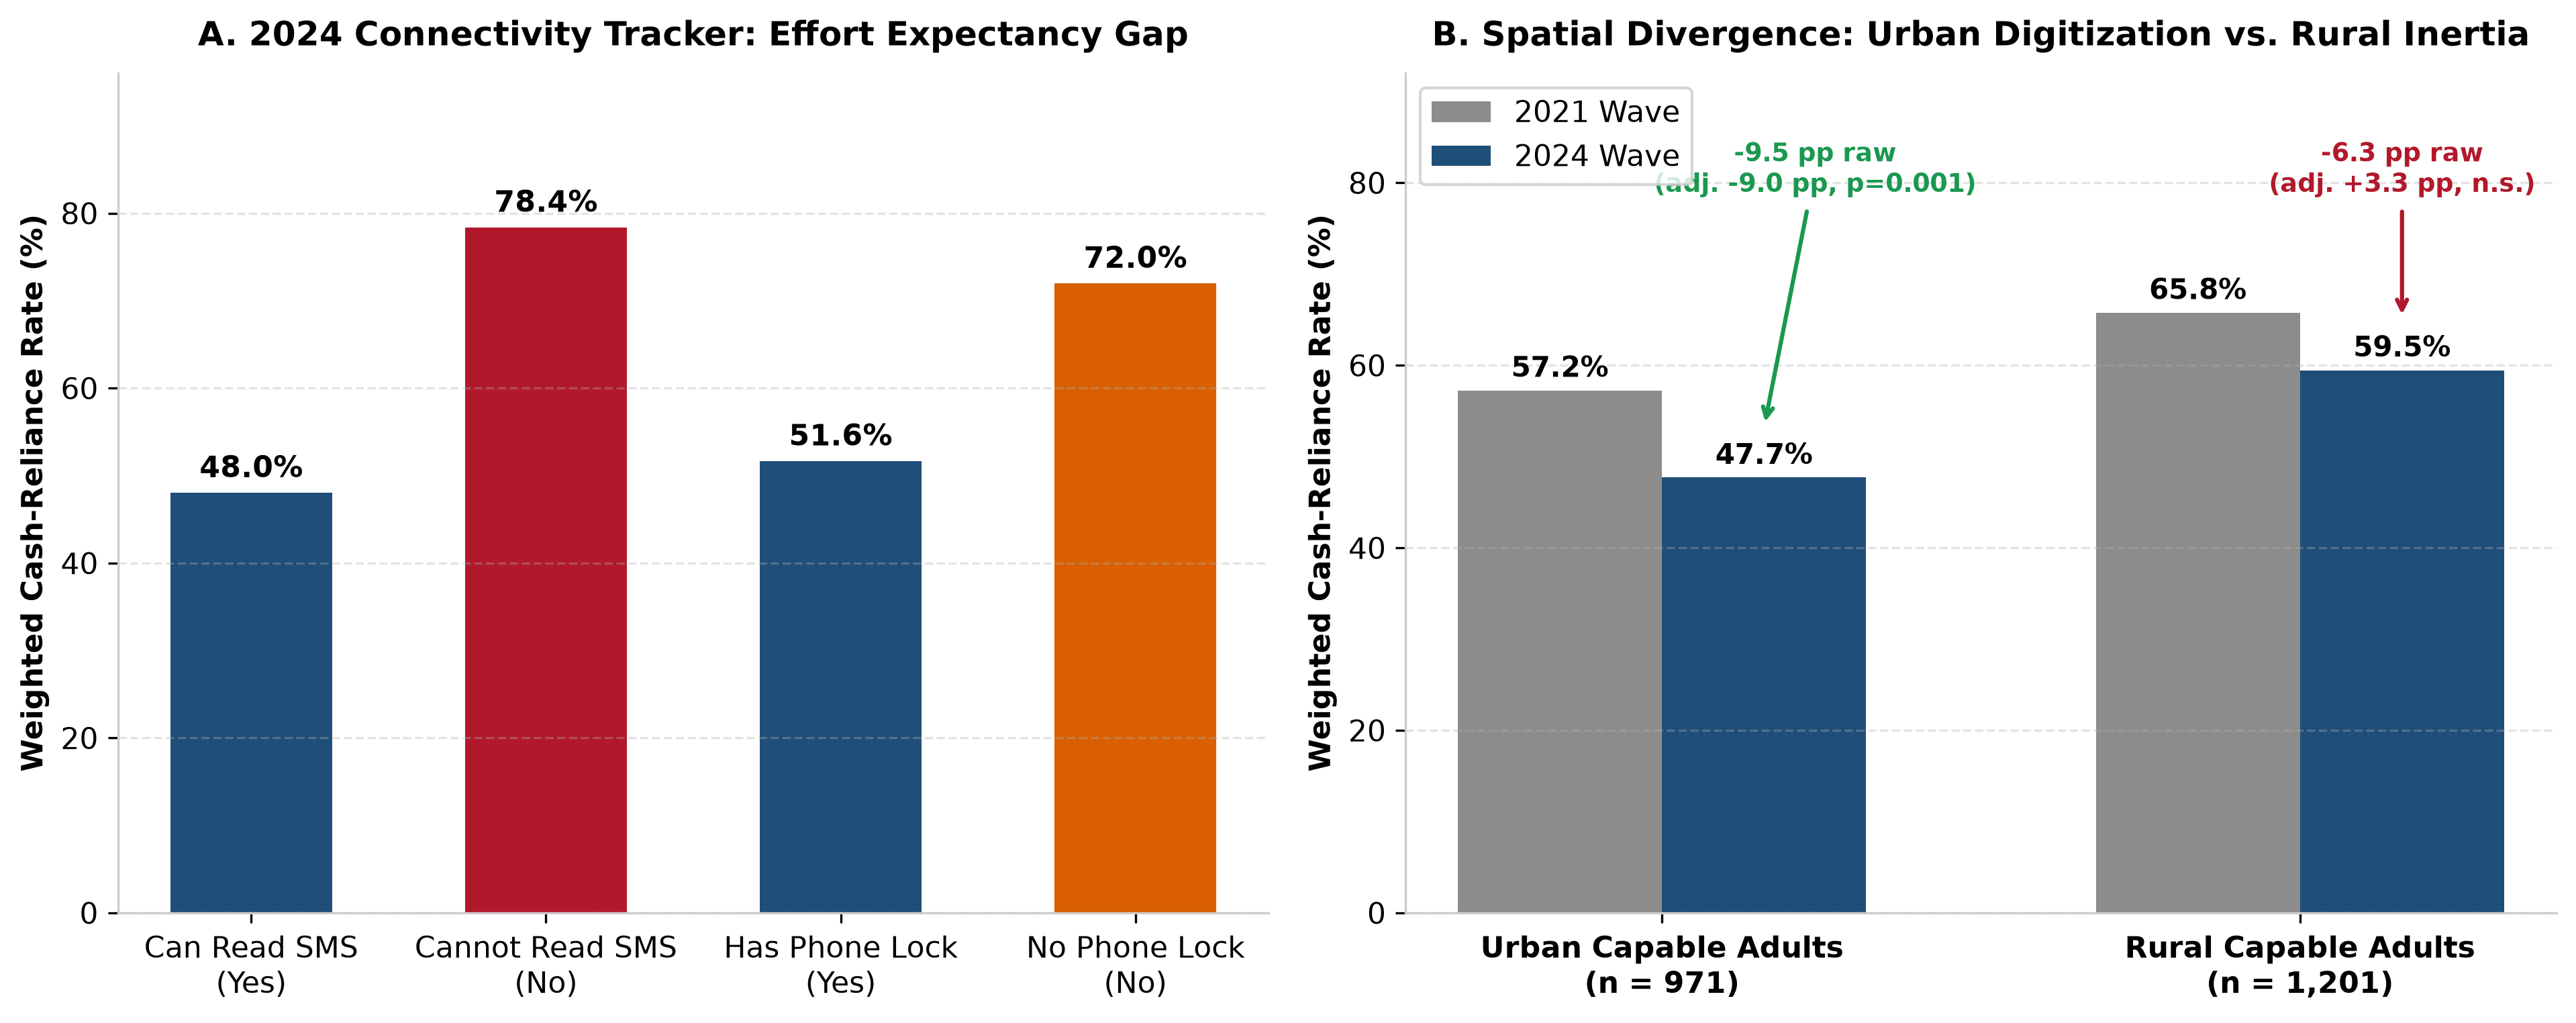 A. 2024 Connectivity Tracker: Effort Expectancy Gap
Weighted Cash-Reliance Rate (%)
80
60
40
20
0
48.0%
78.4%
51.6%
72.0%
Can Read SMS
(Yes)
Cannot Read SMS
(No)
Has Phone Lock
(Yes)
No Phone Lock
(No)
B. Spatial Divergence: Urban Digitization vs. Rural Inertia
Weighted Cash-Reliance Rate (%)
80
60
40
20
0
2021 Wave
2024 Wave
-9.5 pp raw
(adj. -9.0 pp, p=0.001)
-6.3 pp raw
(adj. +3.3 pp, n.s.)
57.2%
47.7%
65.8%
59.5%
Urban Capable Adults
(n = 971)
Rural Capable Adults
(n = 1,201)